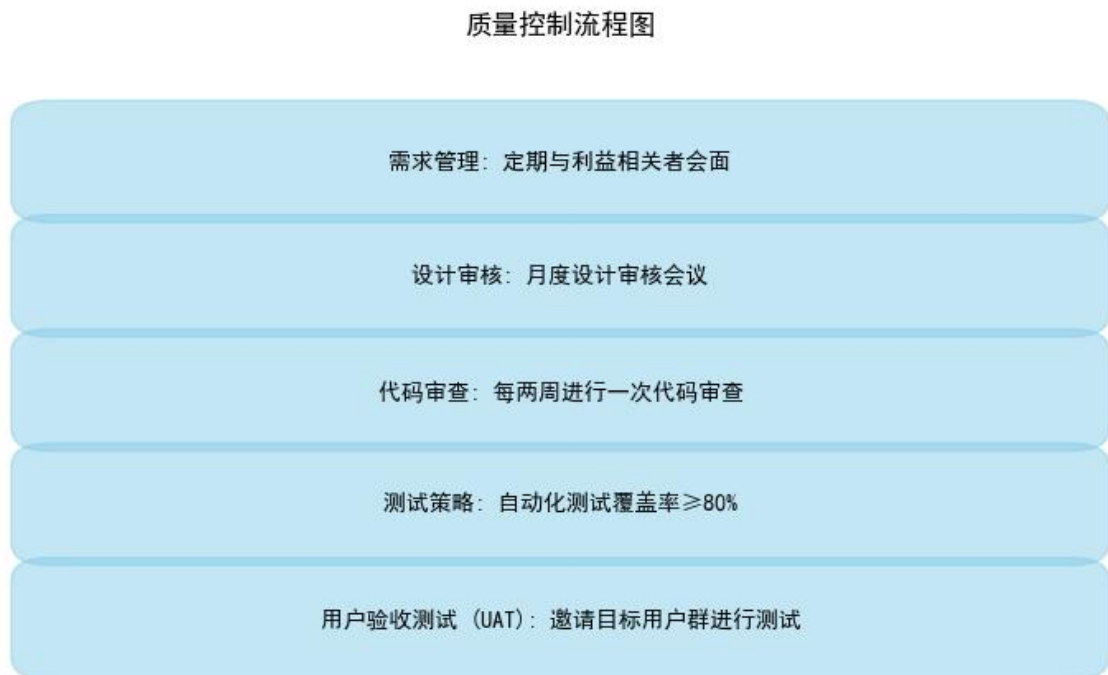 质量控制流程图
需求管理: 定期与利益相关者会面
设计审核: 月度设计审核会议
代码审查: 每两周进行一次代码审查
测试策略: 自动化测试覆盖率≥80%
用户验收测试 (UAT): 邀请目标用户群进行测试